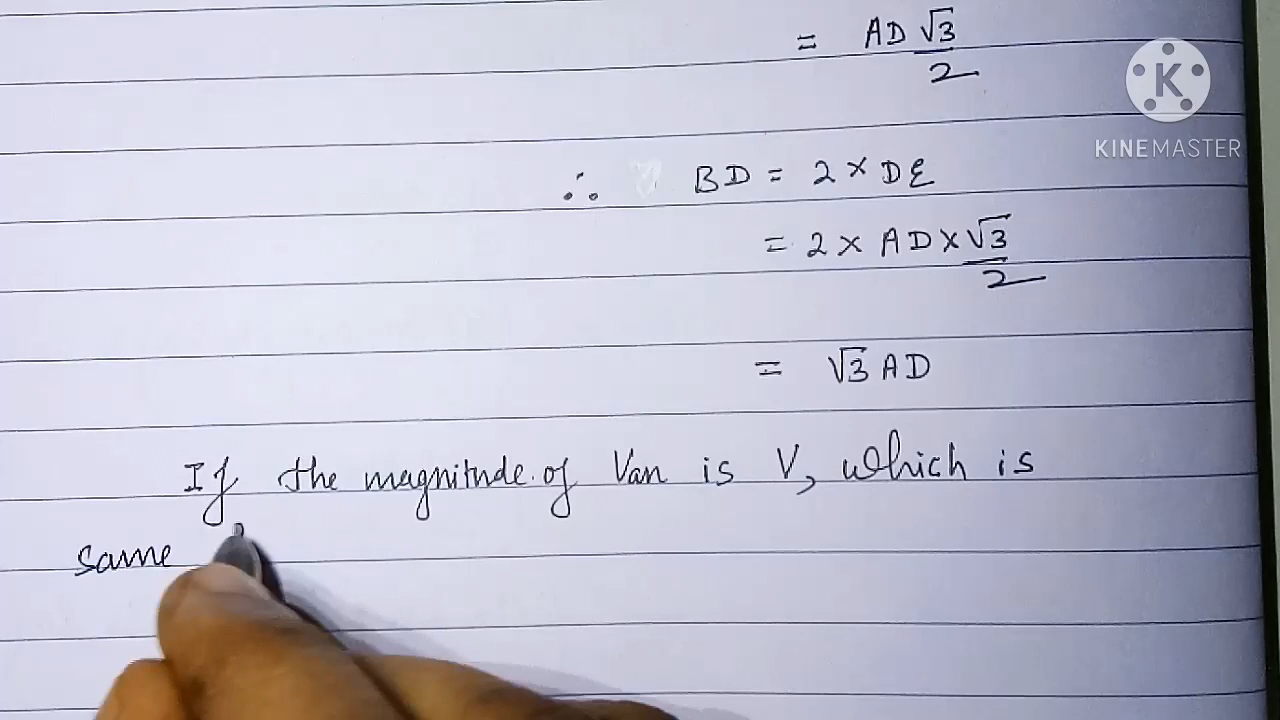 = AD √3/2
K
KINEMASTER
∴ BD = 2 × DE
= 2 × AD × √3/2
= √3 AD
If the magnitude of Van is V, which is
same